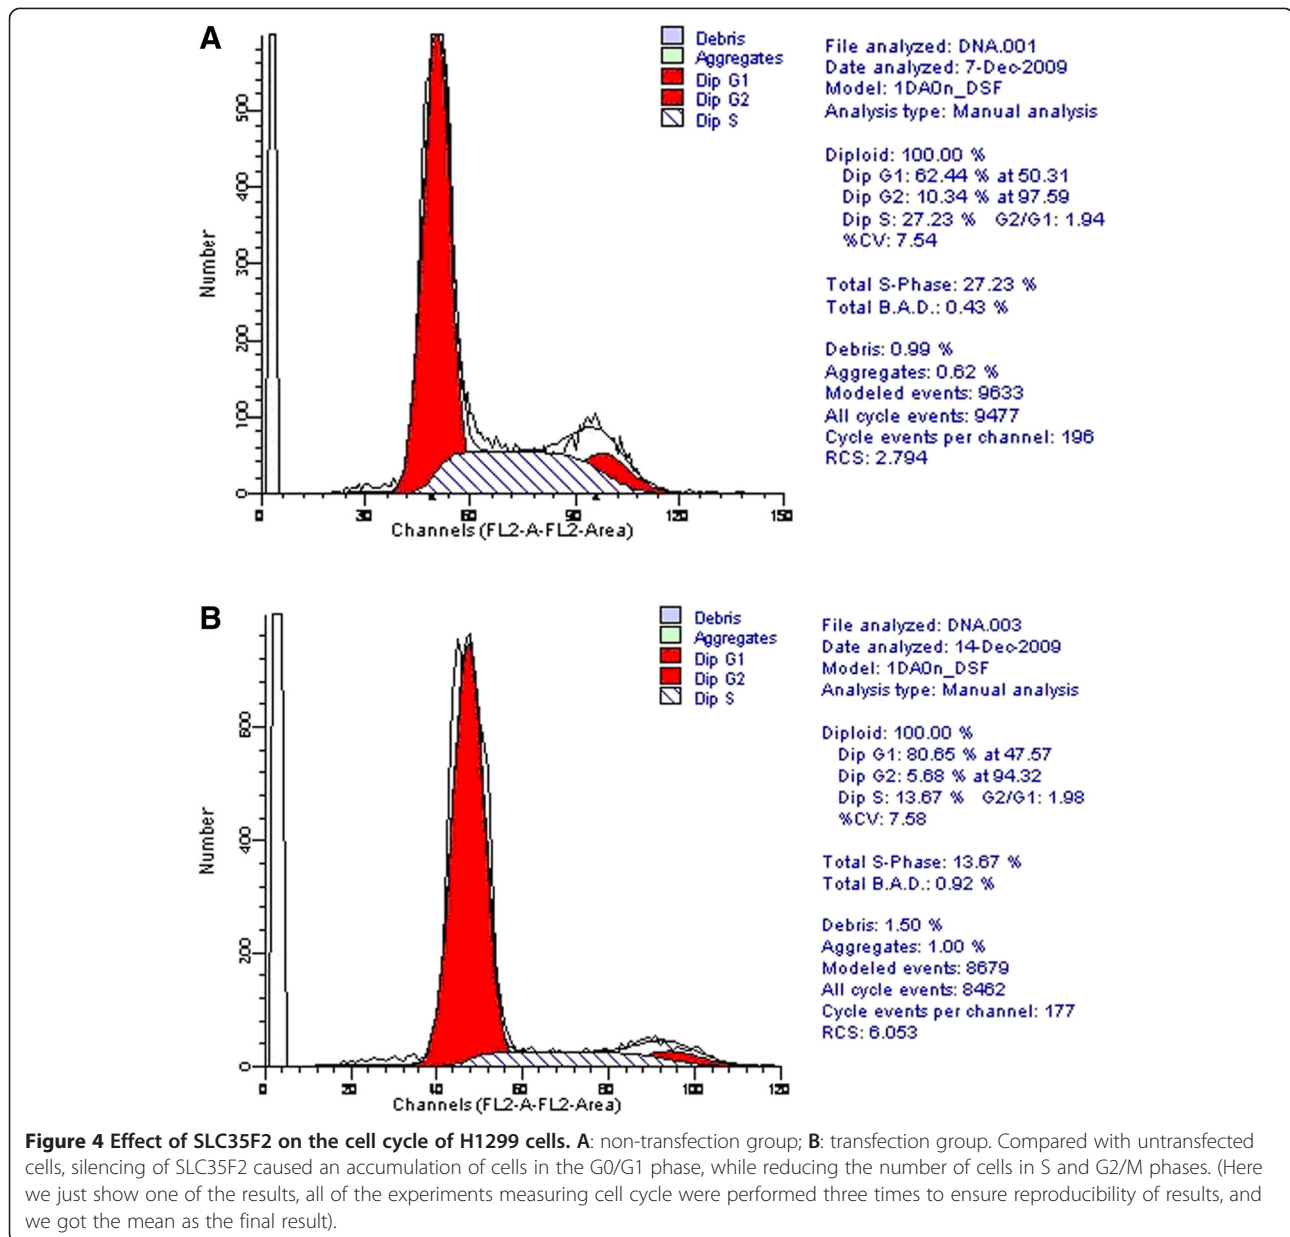 A
Debris
Aggregates
Dip G1
Dip G2
Dip S
File analyzed: DNA.001
Date analyzed: 7-Dec-2009
Model: 1DA0n_DSF
Analysis type: Manual analysis
Diploid: 100.00 %
Dip G1: 62.44 % at 50.31
Dip G2: 10.34 % at 97.59
Dip S: 27.23 % G2/G1: 1.94
%CV: 7.54
Total S-Phase: 27.23 %
Total B.A.D.: 0.43 %
Debris: 0.99 %
Aggregates: 0.62 %
Modeled events: 9633
All cycle events: 9477
Cycle events per channel: 196
RCS: 2.794
Number
500
400
300
200
100
0
0 30 60 90 120 150
Channels (FL2-A-FL2-Area)
B
Debris
Aggregates
Dip G1
Dip G2
Dip S
File analyzed: DNA.003
Date analyzed: 14-Dec-2009
Model: 1DA0n_DSF
Analysis type: Manual analysis
Diploid: 100.00 %
Dip G1: 80.65 % at 47.57
Dip G2: 5.68 % at 94.32
Dip S: 13.67 % G2/G1: 1.98
%CV: 7.58
Total S-Phase: 13.67 %
Total B.A.D.: 0.92 %
Debris: 1.50 %
Aggregates: 1.00 %
Modeled events: 8679
All cycle events: 8462
Cycle events per channel: 177
RCS: 6.053
Number
600
400
200
0
0 20 40 60 80 100 120
Channels (FL2-A-FL2-Area)
Figure 4 Effect of SLC35F2 on the cell cycle of H1299 cells. A: non-transfection group; B: transfection group. Compared with untransfected
cells, silencing of SLC35F2 caused an accumulation of cells in the G0/G1 phase, while reducing the number of cells in S and G2/M phases. (Here
we just show one of the results, all of the experiments measuring cell cycle were performed three times to ensure reproducibility of results, and
we got the mean as the final result).